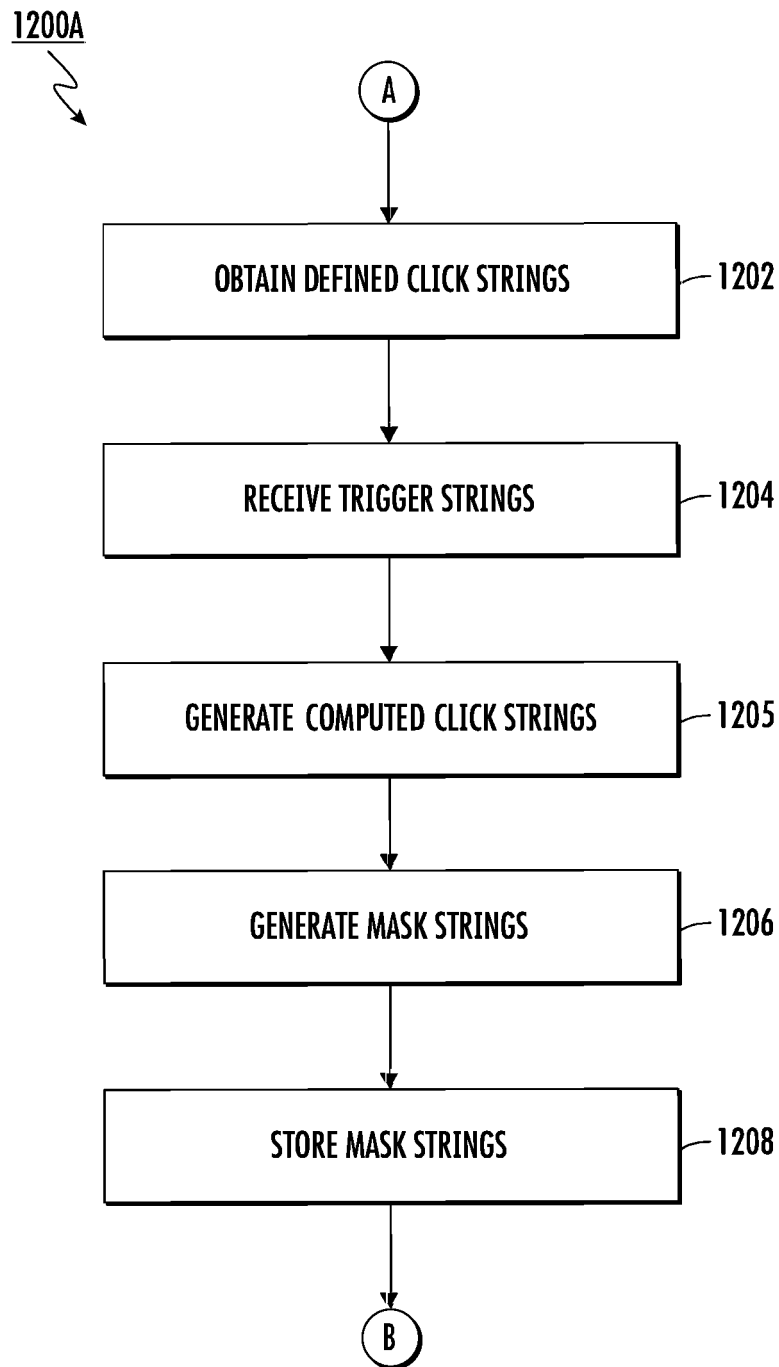 1200A
A
OBTAIN DEFINED CLICK STRINGS
1202
RECEIVE TRIGGER STRINGS
1204
GENERATE COMPUTED CLICK STRINGS
1205
GENERATE MASK STRINGS
1206
STORE MASK STRINGS
1208
B